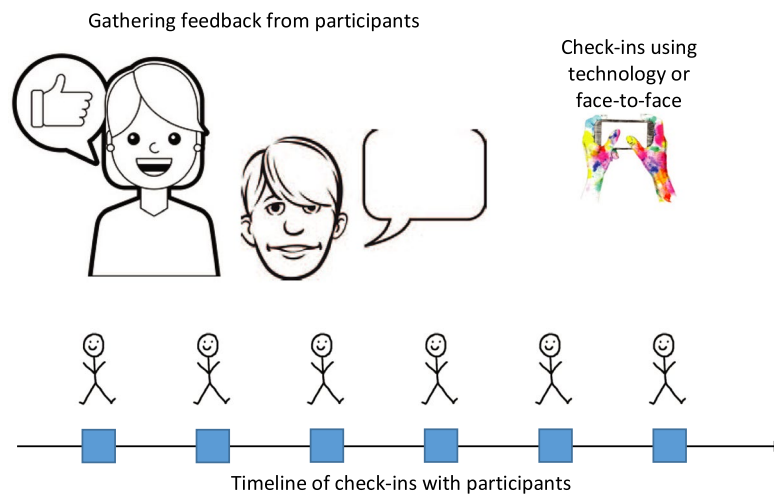 Gathering feedback from participants
Check-ins using
technology or
face-to-face
Timeline of check-ins with participants